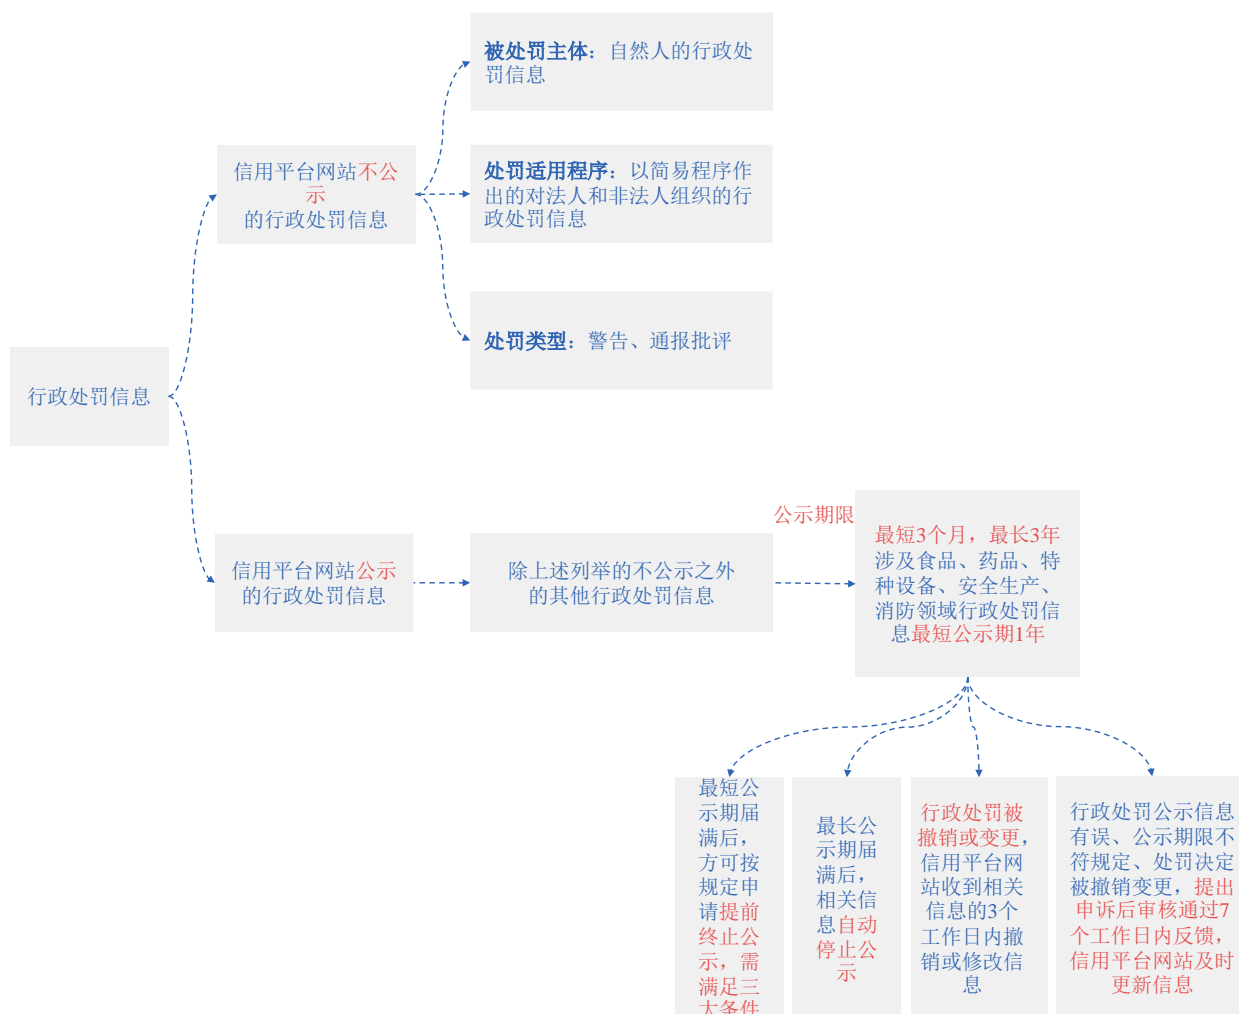 被处罚主体：自然人的行政处
罚信息
信用平台网站不公
示
的行政处罚信息
处罚适用程序：以简易程序作
出的对法人和非法人组织的行
政处罚信息
处罚类型：警告、通报批评
行政处罚信息
信用平台网站公示
的行政处罚信息
除上述列举的不公示之外
的其他行政处罚信息
公示期限
最短3个月，最长3年
涉及食品、药品、特
种设备、安全生产、
消防领域行政处罚信
息最短公示期1年
最短公
示期届
满后，
方可按
规定申
请提前
终止公
示，需
满足三
大条件
最长公
示期届
满后，
相关信
息自动
停止公
示
行政处罚被
撤销或变更，
信用平台网
站收到相关
信息的3个
工作日内撤
销或修改信
息
行政处罚公示信息
有误、公示期限不
符规定、处罚决定
被撤销变更，提出
申诉后审核通过7
个工作日内反馈，
信用平台网站及时
更新信息